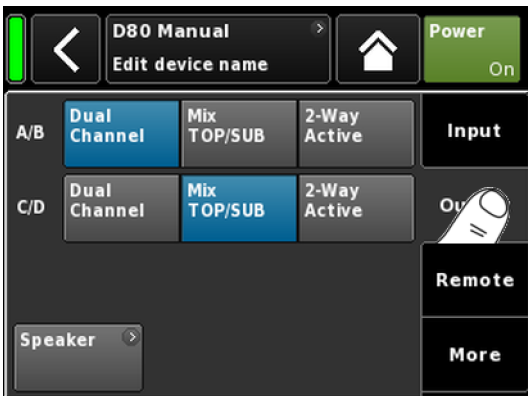 D80 Manual
Edit device name
Power
On
A/B
Dual
Channel
Mix
TOP/SUB
2-Way
Active
Input
C/D
Dual
Channel
Mix
TOP/SUB
2-Way
Active
Remote
Speaker
More